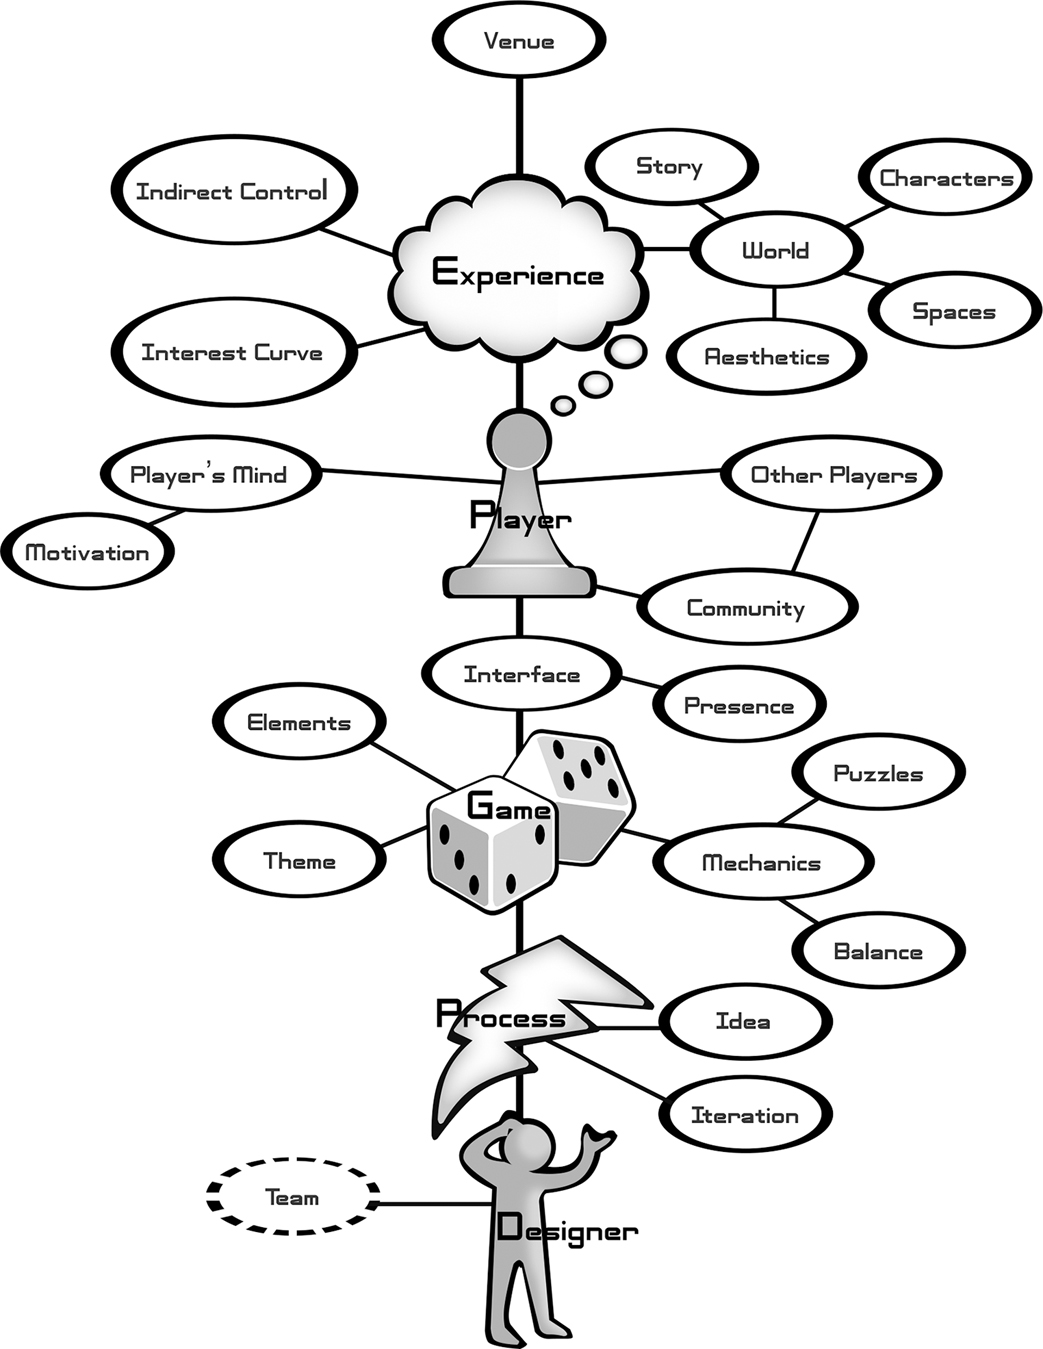 Venue
Indirect Control
Story
Characters
World
Experience
Spaces
Interest Curve
Aesthetics
Player's Mind
Other Players
Player
Motivation
Community
Interface
Presence
Elements
Puzzles
Game
Theme
Mechanics
Balance
Process
Idea
Iteration
Team
Designer